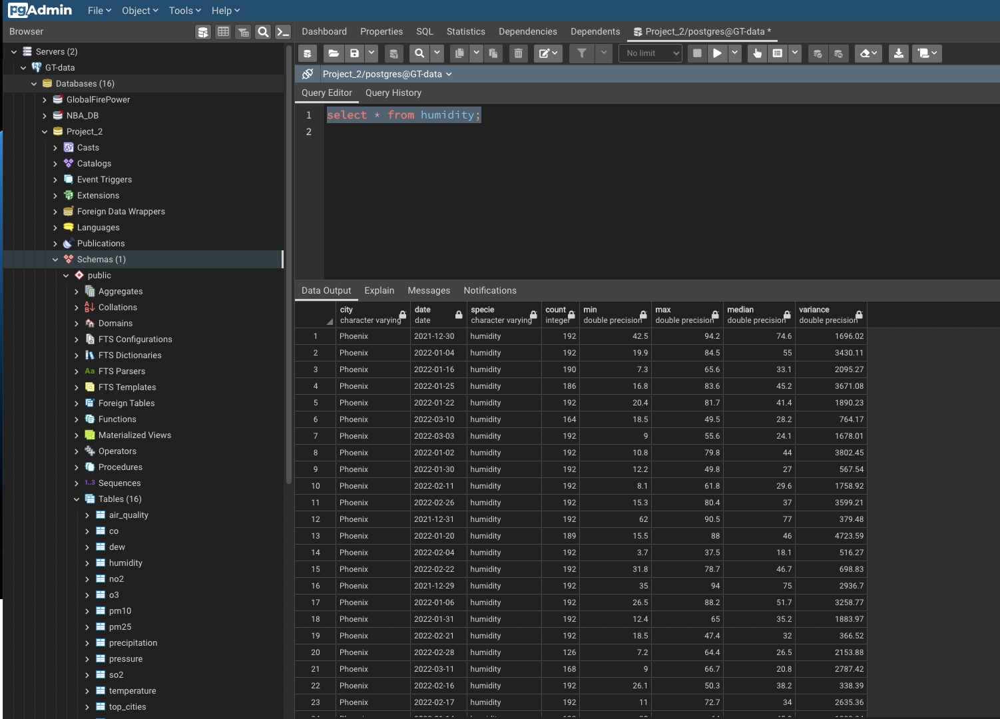 pgAdmin File Object Tools Help
Browser
Dashboard Properties SQL Statistics Dependencies Dependents Project_2/postgres@GT-data *
Servers (2)
GT-data
Databases (16)
GlobalFirePower
NBA_DB
Project_2
Casts
Catalogs
Event Triggers
Extensions
Foreign Data Wrappers
Languages
Publications
Schemas (1)
public
Aggregates
Collations
Domains
FTS Configurations
FTS Dictionaries
Aa FTS Parsers
FTS Templates
Foreign Tables
Functions
Materialized Views
Operators
Procedures
1..3 Sequences
Tables (16)
air_quality
co
dew
humidity
no2
o3
pm10
pm25
precipitation
pressure
so2
temperature
top_cities
No limit
Project_2/postgres@GT-data
Query Editor Query History
1 select * from humidity;
2
Data Output Explain Messages Notifications
city date specie count min max median variance
character varying date character varying integer double precision double precision double precision double precision
1 Phoenix 2021-12-30 humidity 192 42.5 94.2 74.6 1696.02
2 Phoenix 2022-01-04 humidity 192 19.9 84.5 55 3430.11
3 Phoenix 2022-01-16 humidity 190 7.3 65.6 33.1 2095.27
4 Phoenix 2022-01-25 humidity 186 16.8 83.6 45.2 3671.08
5 Phoenix 2022-01-22 humidity 192 20.4 81.7 41.4 1890.23
6 Phoenix 2022-03-10 humidity 164 18.5 49.5 28.2 764.17
7 Phoenix 2022-03-03 humidity 192 9 55.6 24.1 1678.01
8 Phoenix 2022-01-02 humidity 192 10.8 79.8 44 3802.45
9 Phoenix 2022-01-30 humidity 192 12.2 49.8 27 567.54
10 Phoenix 2022-02-11 humidity 192 8.1 61.8 29.6 1758.92
11 Phoenix 2022-02-26 humidity 192 15.3 80.4 37 3599.21
12 Phoenix 2021-12-31 humidity 192 62 90.5 77 379.48
13 Phoenix 2022-01-20 humidity 189 15.5 88 46 4723.59
14 Phoenix 2022-02-04 humidity 192 3.7 37.5 18.1 516.27
15 Phoenix 2022-02-22 humidity 192 31.8 78.7 46.7 698.83
16 Phoenix 2021-12-29 humidity 192 35 94 75 2936.7
17 Phoenix 2022-01-06 humidity 192 26.5 88.2 51.7 3258.77
18 Phoenix 2022-01-31 humidity 192 12.4 65 35.2 1883.97
19 Phoenix 2022-02-21 humidity 192 18.5 47.4 32 366.52
20 Phoenix 2022-02-28 humidity 126 7.2 64.4 26.5 2153.88
21 Phoenix 2022-03-11 humidity 168 9 66.7 20.8 2787.42
22 Phoenix 2022-02-16 humidity 192 26.1 50.3 38.2 338.39
23 Phoenix 2022-02-17 humidity 192 11 72.7 34 2635.36